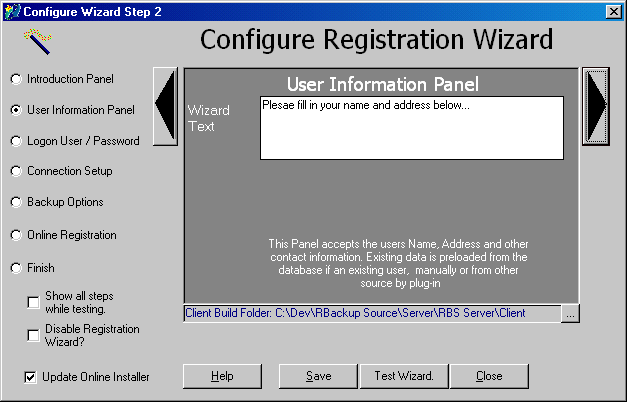 Configure Wizard Step 2
Configure Registration Wizard
Introduction Panel
User Information Panel
Logon User / Password
Connection Setup
Backup Options
Online Registration
Finish
Show all steps
while testing.
Disable Registration
Wizard?
Update Online Installer
User Information Panel
Wizard
Text
Plesae fill in your name and address below...
This Panel accepts the users Name, Address and other
contact information. Existing data is preloaded from the
database if an existing user, manually or from other
source by plug-in
Client Build Folder: C:\Dev\RBackup Source\Server\RBS Server\Client
...
Help
Save
Test Wizard.
Close